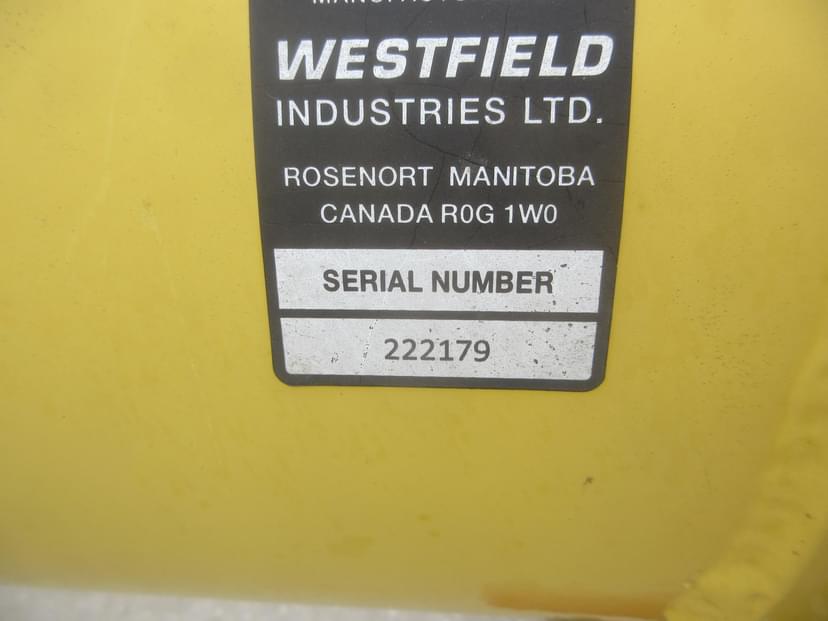 WESTFIELD
INDUSTRIES LTD.
ROSENORT MANITOBA
CANADA R0G 1W0
SERIAL NUMBER
222179